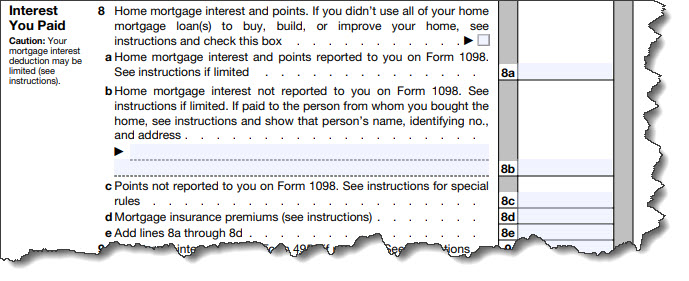 Interest
You Paid
Caution: Your
mortgage interest
deduction may be
limited (see
instructions).
8 Home mortgage interest and points. If you didn't use all of your home
mortgage loan(s) to buy, build, or improve your home, see
instructions and check this box . . . . . . . . . . . ▶
a Home mortgage interest and points reported to you on Form 1098.
See instructions if limited . . . . . . . . . . . 8a
b Home mortgage interest not reported to you on Form 1098. See
instructions if limited. If paid to the person from whom you bought the
home, see instructions and show that person's name, identifying no.,
and address . . . . . . . . . . . . . . .
▶
8b
c Points not reported to you on Form 1098. See instructions for special
rules . . . . . . . . . . . . . . . . . 8c
d Mortgage insurance premiums (see instructions) . . . . . . 8d
e Add lines 8a through 8d . . . . . . . . . . . 8e